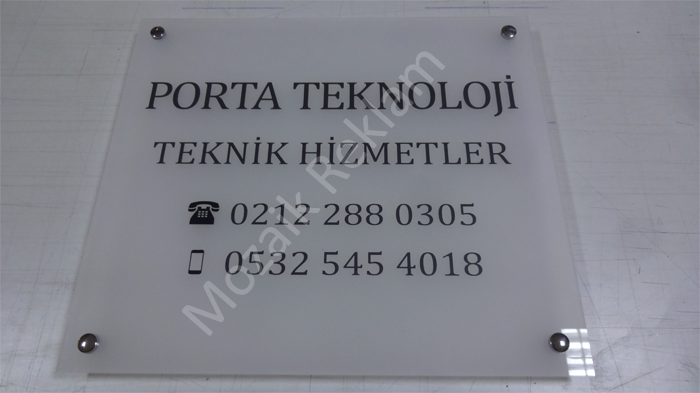 PORTA TEKNOLOJİ
TEKNİK HİZMETLER
☎ 0212 288 0305
📱 0532 545 4018
Mozaik Reklam